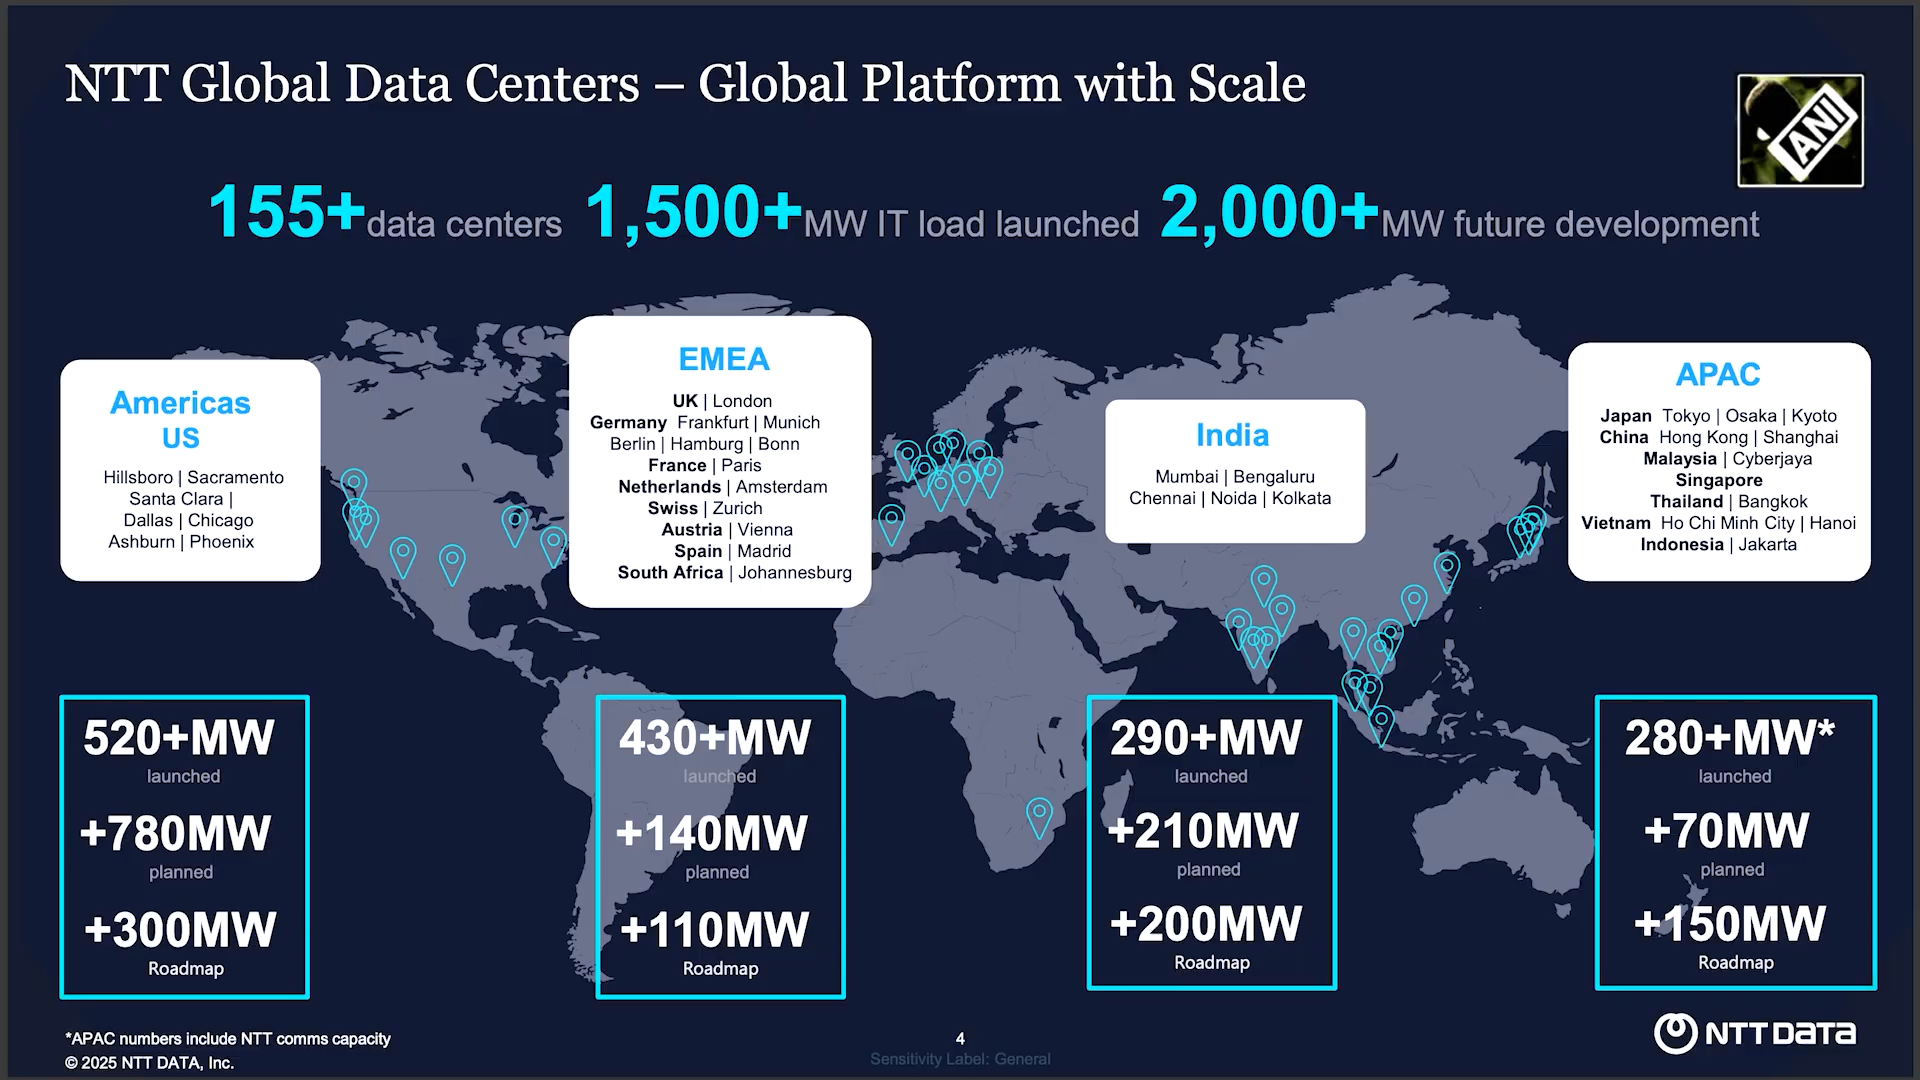 NTT Global Data Centers – Global Platform with Scale
ANI
155+data centers 1,500+MW IT load launched 2,000+MW future development
Americas
US
Hillsboro | Sacramento
Santa Clara |
Dallas | Chicago
Ashburn | Phoenix
EMEA
UK | London
Germany Frankfurt | Munich
Berlin | Hamburg | Bonn
France | Paris
Netherlands | Amsterdam
Swiss | Zurich
Austria | Vienna
Spain | Madrid
South Africa | Johannesburg
India
Mumbai | Bengaluru
Chennai | Noida | Kolkata
APAC
Japan Tokyo | Osaka | Kyoto
China Hong Kong | Shanghai
Malaysia | Cyberjaya
Singapore
Thailand | Bangkok
Vietnam Ho Chi Minh City | Hanoi
Indonesia | Jakarta
520+MW
launched
+780MW
planned
+300MW
Roadmap
430+MW
launched
+140MW
planned
+110MW
Roadmap
290+MW
launched
+210MW
planned
+200MW
Roadmap
280+MW*
launched
+70MW
planned
+150MW
Roadmap
*APAC numbers include NTT comms capacity
© 2025 NTT DATA, Inc.
4
Sensitivity Label: General
NTT DATA